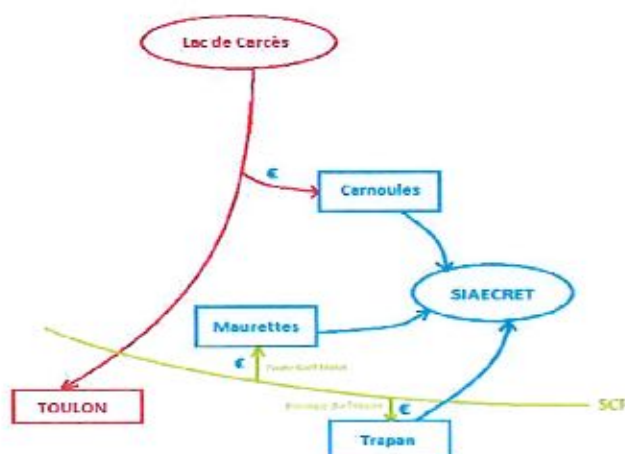 Lac de Carcès
€
Carnoules
SIAECRET
Maurettes
€
TOULON
€
SCP
Trapan